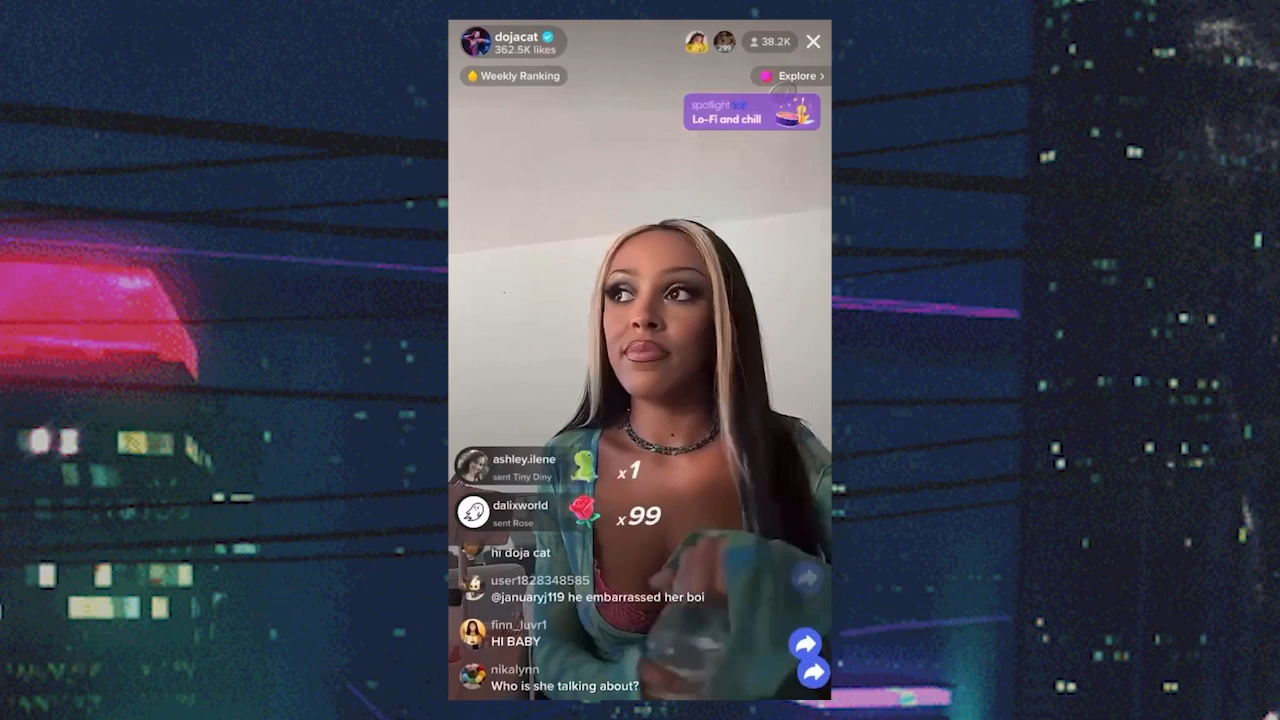 dojacat
362.5K likes
299
38.2K
Weekly Ranking
Explore
spotlight
Lo-Fi and chill
ashley.ilene
sent Tiny Diny
x1
dalixworld
sent Rose
x99
hi doja cat
user1828348585
@januaryj119 he embarrassed her boi
finn_luvr1
HI BABY
nikalynn
Who is she talking about?